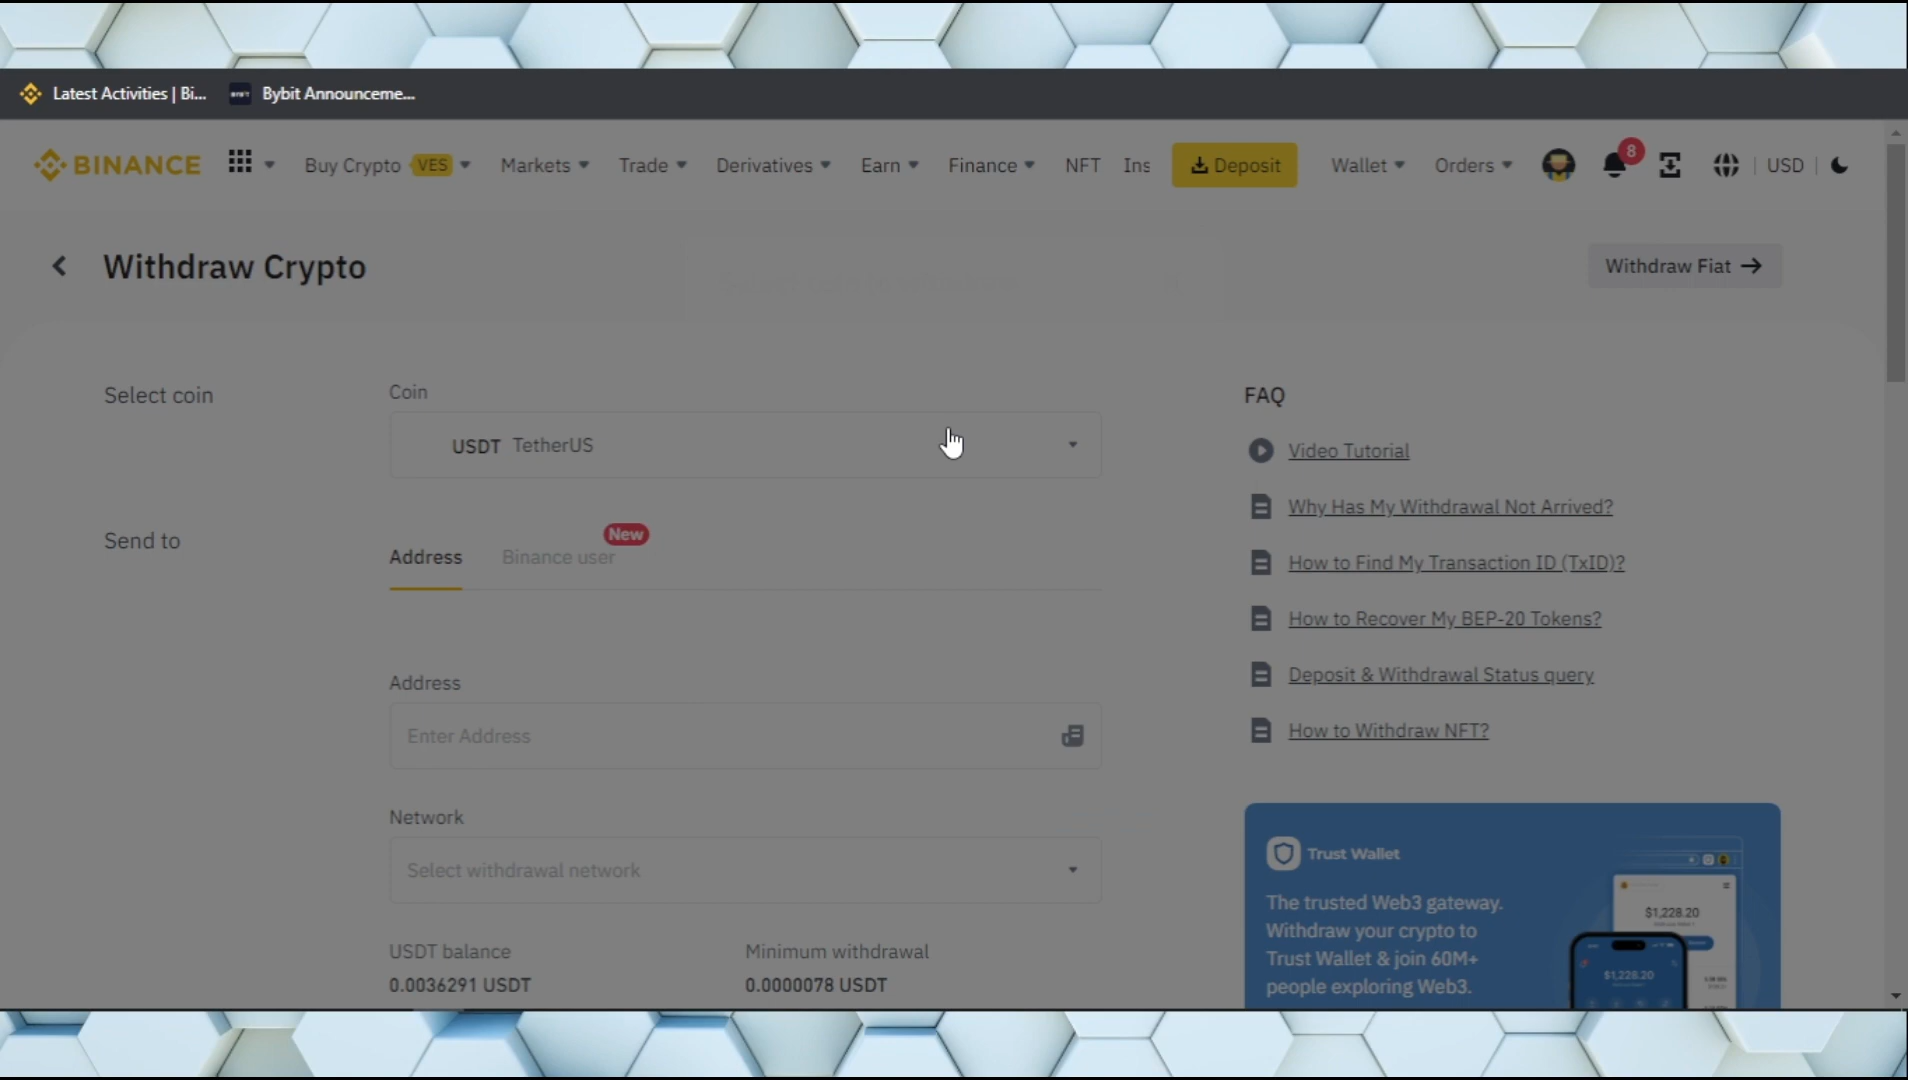 Latest Activities | Bi...
Bybit Announceme...
BINANCE
Buy Crypto VES
Markets
Trade
Derivatives
Earn
Finance
NFT
Ins
Deposit
Wallet
Orders
8
USD
Withdraw Crypto
Withdraw Fiat
Select coin
Coin
USDT TetherUS
Send to
Address
Binance user
New
Address
Enter Address
Network
Select withdrawal network
USDT balance
0.0036291 USDT
Minimum withdrawal
0.0000078 USDT
FAQ
Video Tutorial
Why Has My Withdrawal Not Arrived?
How to Find My Transaction ID (TxID)?
How to Recover My BEP-20 Tokens?
Deposit & Withdrawal Status query
How to Withdraw NFT?
Trust Wallet
The trusted Web3 gateway.
Withdraw your crypto to
Trust Wallet & join 60M+
people exploring Web3.
$1,228.20
$1,228.20